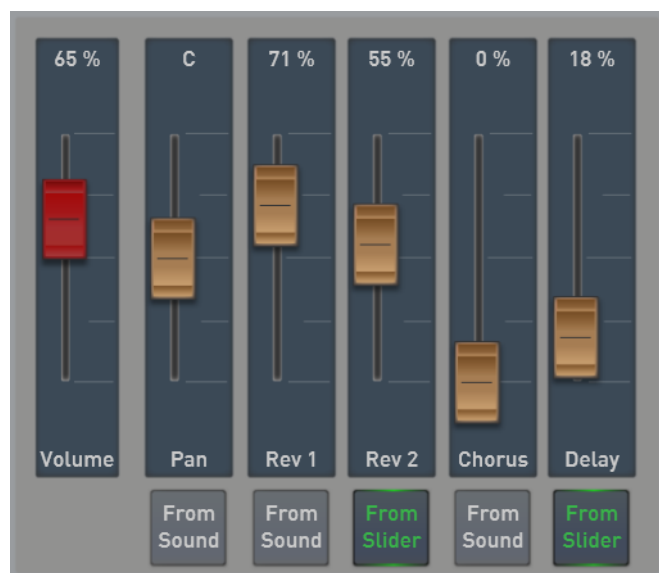 65 % C 71 % 55 % 0 % 18 %
Volume Pan Rev 1 Rev 2 Chorus Delay
From From From From From
Sound Sound Slider Sound Slider